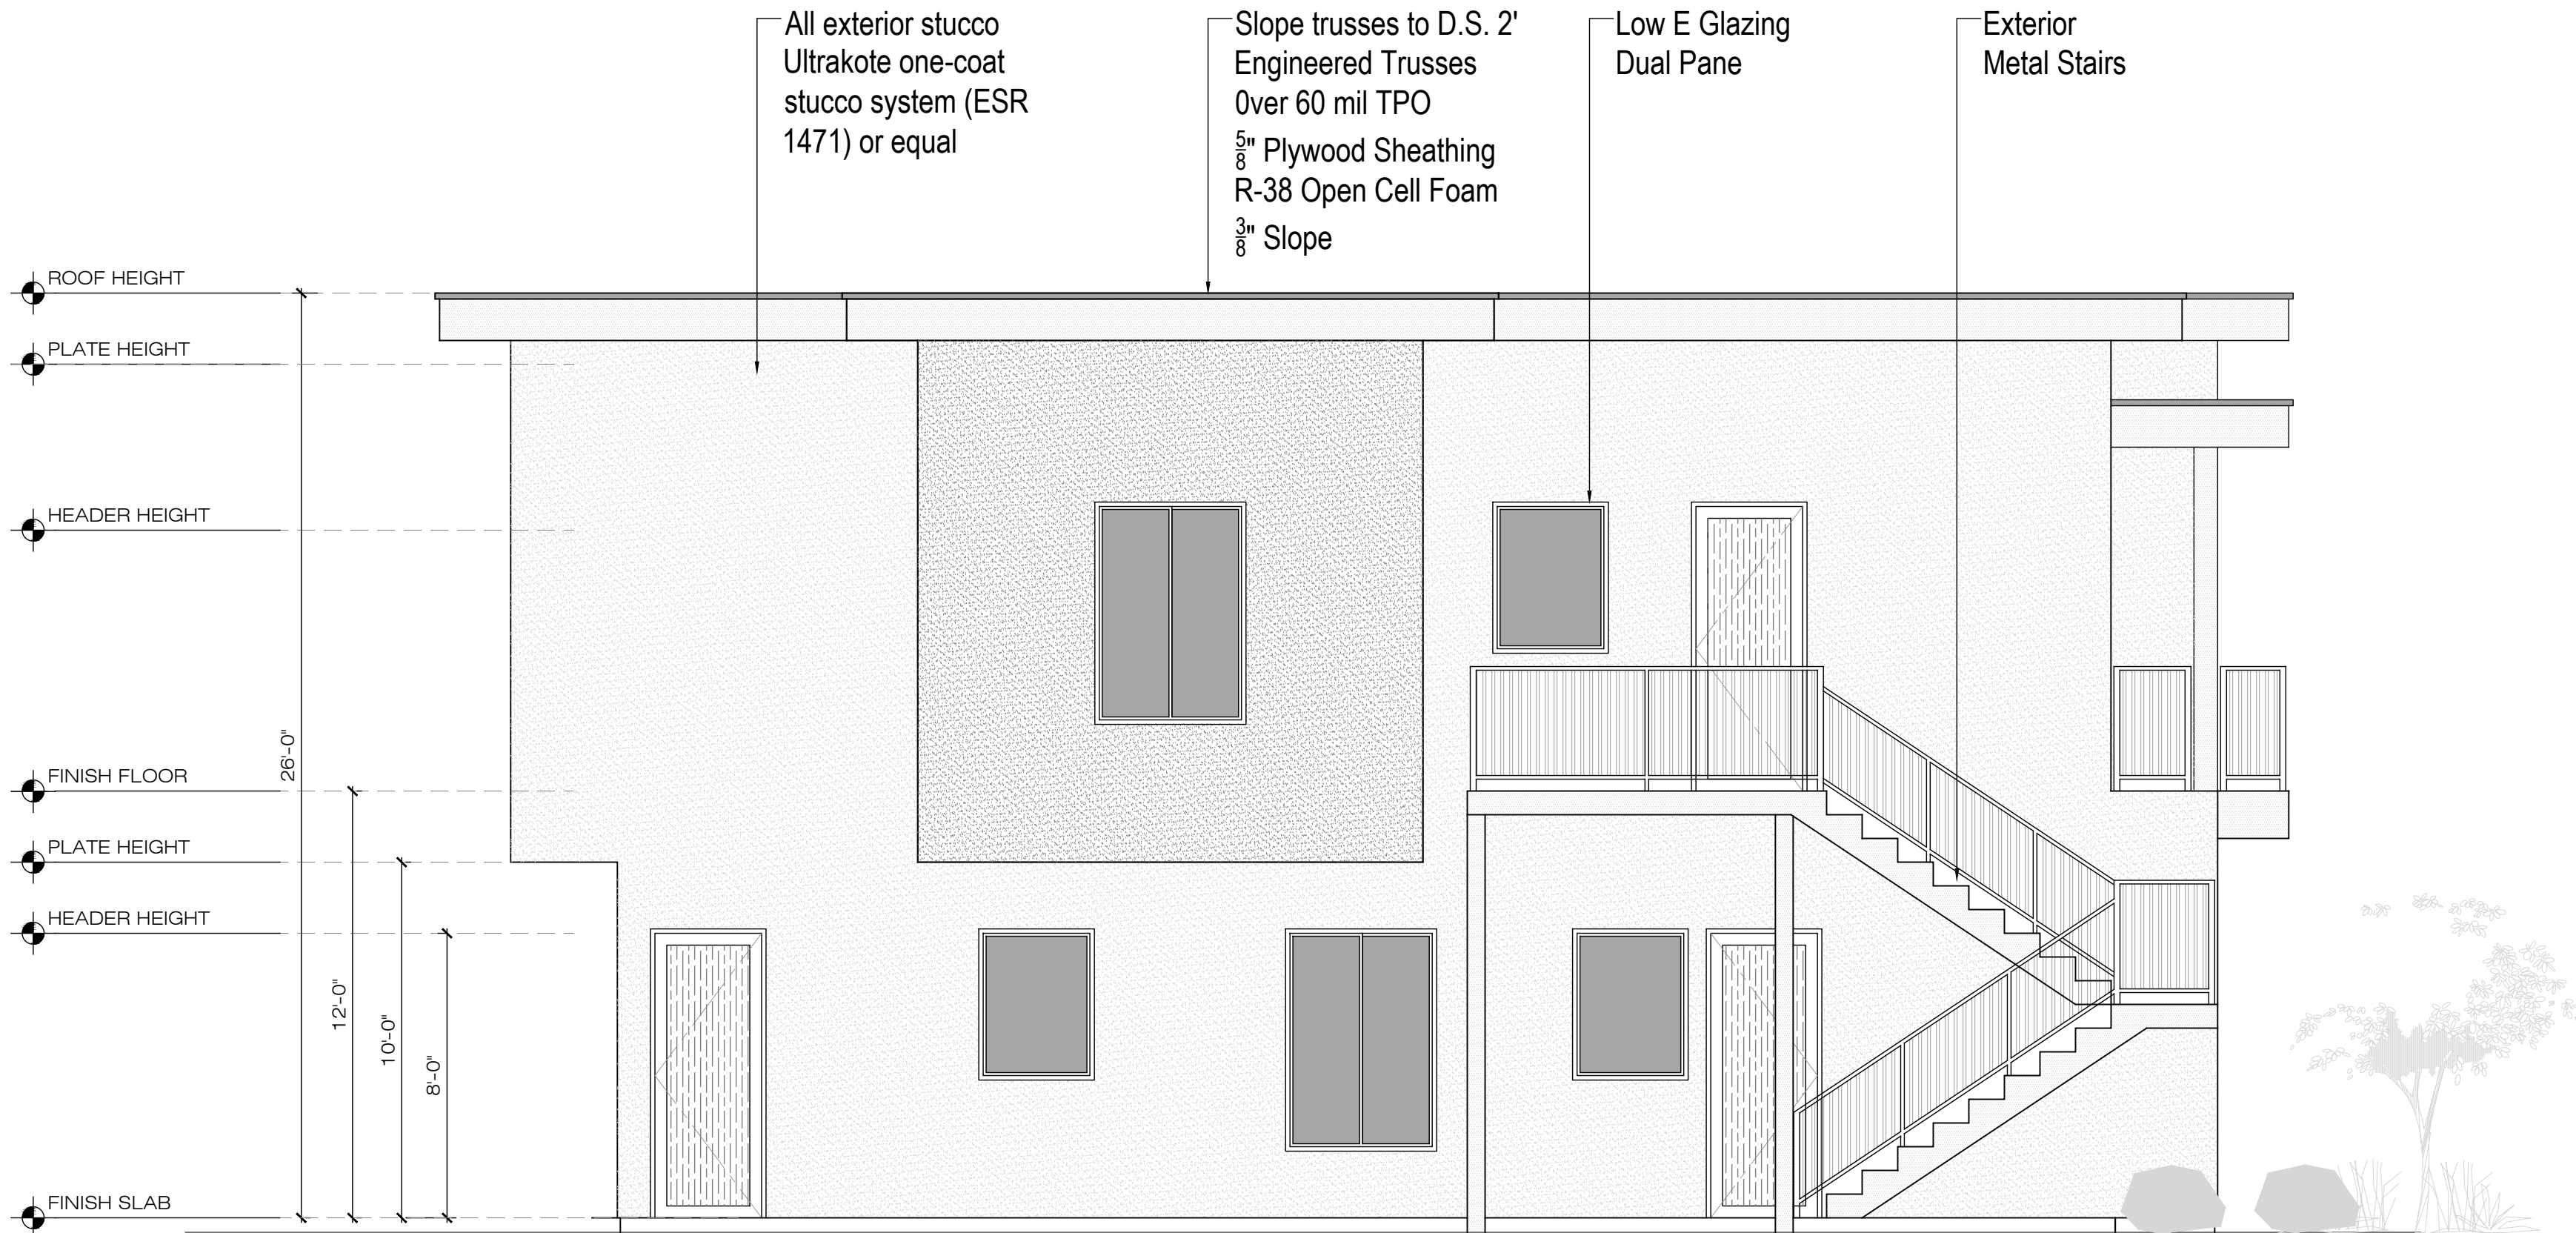 All exterior stucco
Ultrakote one-coat
stucco system (ESR
1471) or equal
Slope trusses to D.S. 2'
Engineered Trusses
0ver 60 mil TPO
5/8" Plywood Sheathing
R-38 Open Cell Foam
3/8" Slope
Low E Glazing
Dual Pane
Exterior
Metal Stairs
ROOF HEIGHT
PLATE HEIGHT
HEADER HEIGHT
FINISH FLOOR
PLATE HEIGHT
HEADER HEIGHT
FINISH SLAB
26'-0"
12'-0"
10'-0"
8'-0"